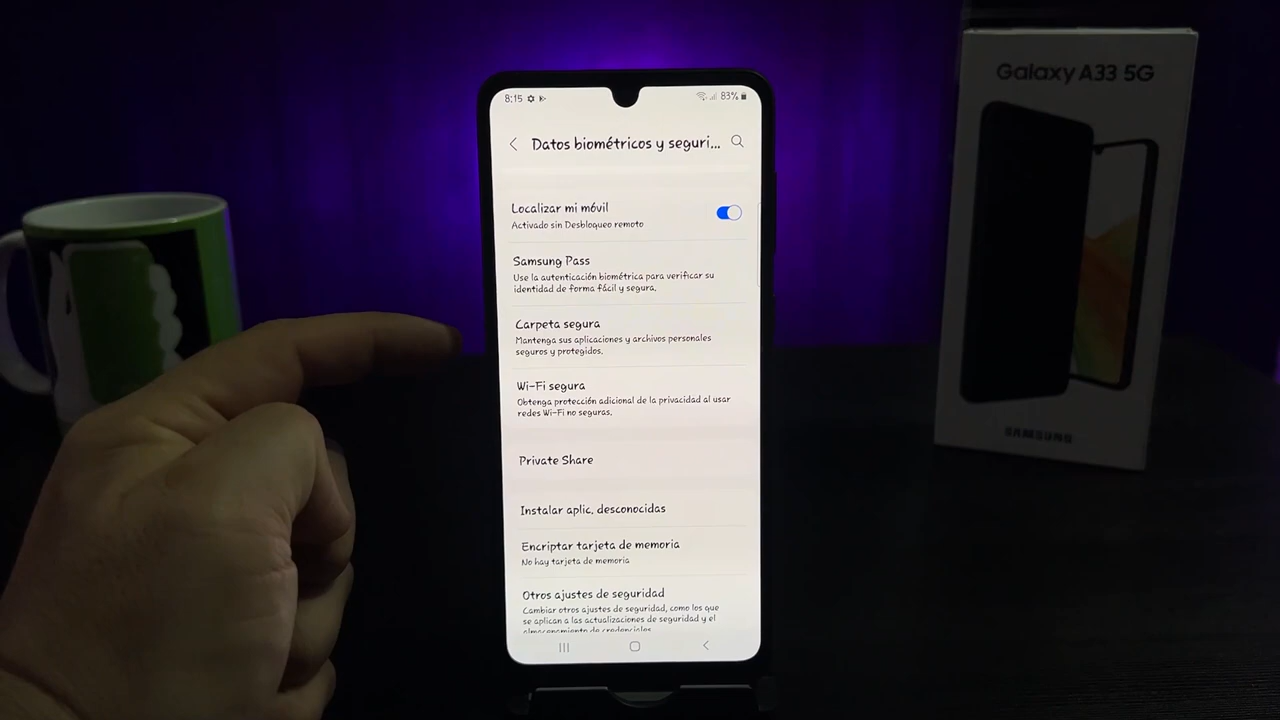 Galaxy A33 5G
8:15
83%
Datos biométricos y seguri...
Localizar mi móvil
Activado sin Desbloqueo remoto
Samsung Pass
Use la autenticación biométrica para verificar su
identidad de forma fácil y segura.
Carpeta segura
Mantenga sus aplicaciones y archivos personales
seguros y protegidos.
Wi-Fi segura
Obtenga protección adicional de la privacidad al usar
redes Wi-Fi no seguras.
Private Share
Instalar aplic. desconocidas
Encriptar tarjeta de memoria
No hay tarjeta de memoria
Otros ajustes de seguridad
Cambiar otros ajustes de seguridad, como los que
se aplican a las actualizaciones de seguridad y el
almacenamiento de credenciales
SAMSUNG